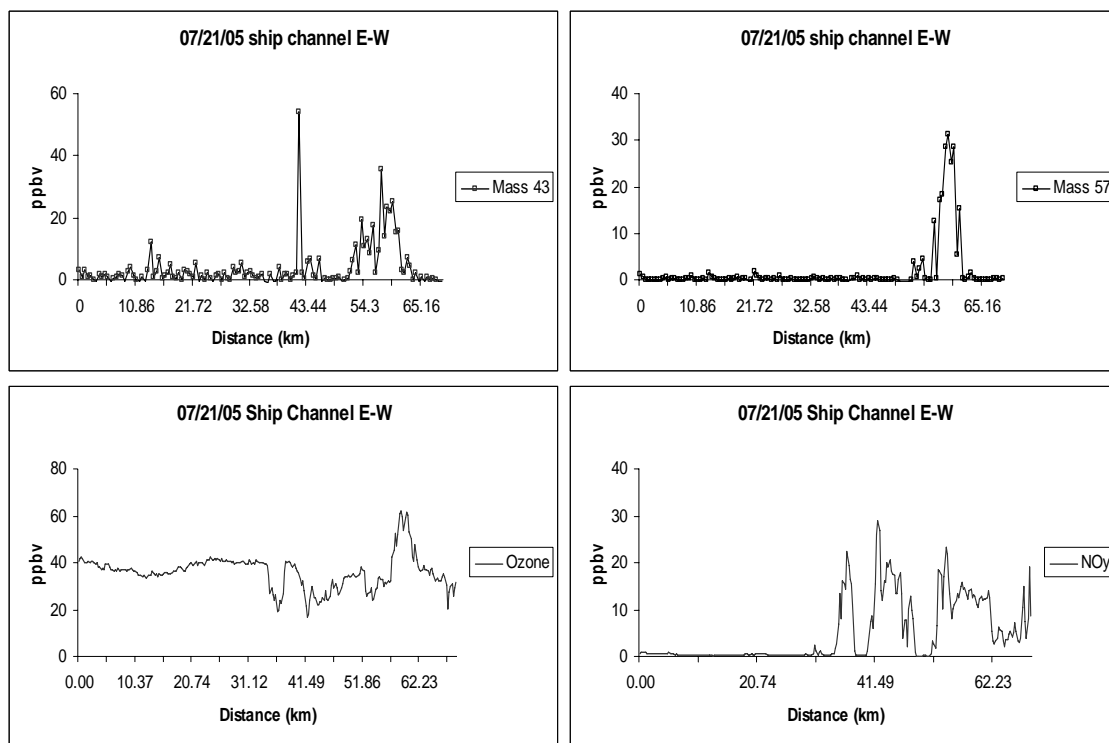 07/21/05 ship channel E-W
60
40
20
0
ppbv
0 10.86 21.72 32.58 43.44 54.3 65.16
Distance (km)
Mass 43
07/21/05 ship channel E-W
40
30
20
10
0
ppbv
0 10.86 21.72 32.58 43.44 54.3 65.16
Distance (km)
Mass 57
07/21/05 Ship Channel E-W
80
60
40
20
0
ppbv
0.00 10.37 20.74 31.12 41.49 51.86 62.23
Distance (km)
Ozone
07/21/05 Ship Channel E-W
40
30
20
10
0
ppbv
0.00 20.74 41.49 62.23
Distance (km)
NOy